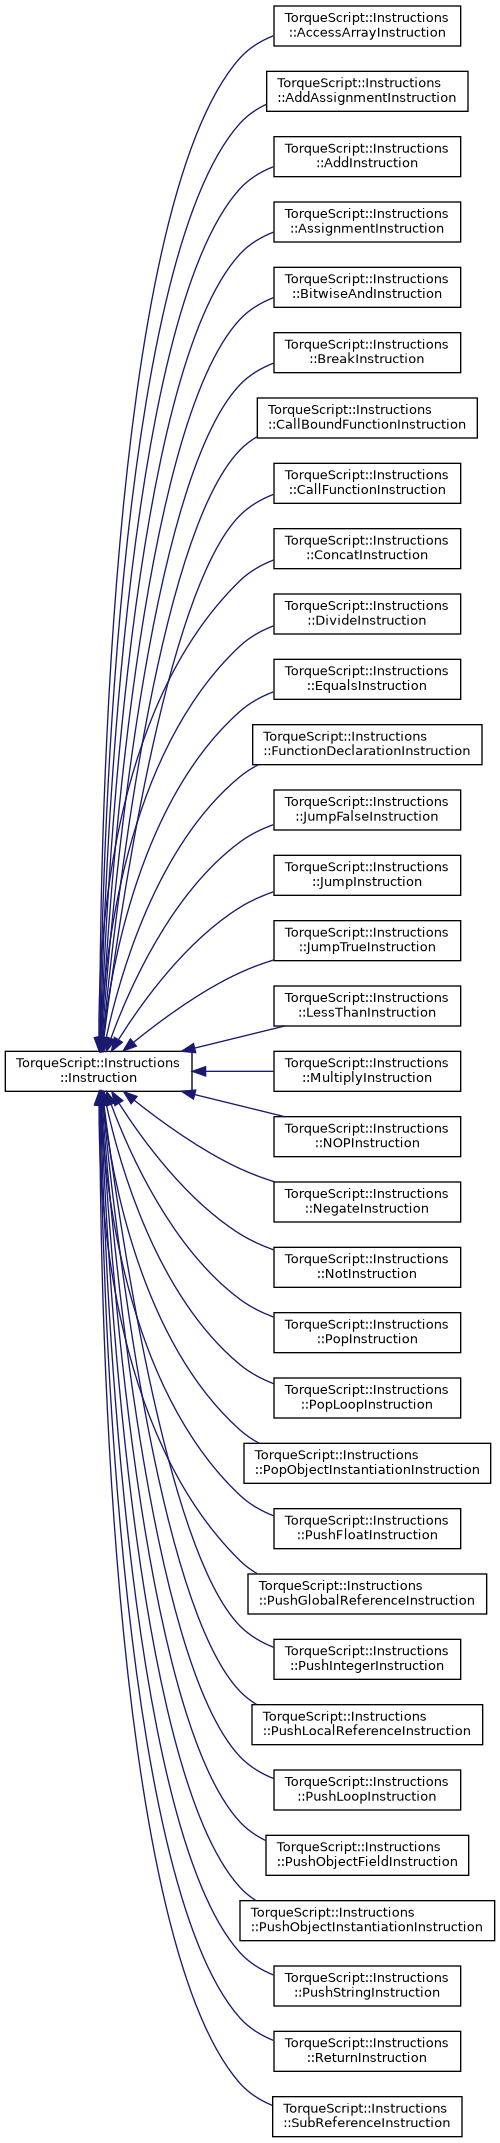 TorqueScript::Instructions
::AccessArrayInstruction
TorqueScript::Instructions
::AddAssignmentInstruction
TorqueScript::Instructions
::AddInstruction
TorqueScript::Instructions
::AssignmentInstruction
TorqueScript::Instructions
::BitwiseAndInstruction
TorqueScript::Instructions
::BreakInstruction
TorqueScript::Instructions
::CallBoundFunctionInstruction
TorqueScript::Instructions
::CallFunctionInstruction
TorqueScript::Instructions
::ConcatInstruction
TorqueScript::Instructions
::DivideInstruction
TorqueScript::Instructions
::EqualsInstruction
TorqueScript::Instructions
::FunctionDeclarationInstruction
TorqueScript::Instructions
::JumpFalseInstruction
TorqueScript::Instructions
::JumpInstruction
TorqueScript::Instructions
::JumpTrueInstruction
TorqueScript::Instructions
::LessThanInstruction
TorqueScript::Instructions
::Instruction
TorqueScript::Instructions
::MultiplyInstruction
TorqueScript::Instructions
::NOPInstruction
TorqueScript::Instructions
::NegateInstruction
TorqueScript::Instructions
::NotInstruction
TorqueScript::Instructions
::PopInstruction
TorqueScript::Instructions
::PopLoopInstruction
TorqueScript::Instructions
::PopObjectInstantiationInstruction
TorqueScript::Instructions
::PushFloatInstruction
TorqueScript::Instructions
::PushGlobalReferenceInstruction
TorqueScript::Instructions
::PushIntegerInstruction
TorqueScript::Instructions
::PushLocalReferenceInstruction
TorqueScript::Instructions
::PushLoopInstruction
TorqueScript::Instructions
::PushObjectFieldInstruction
TorqueScript::Instructions
::PushObjectInstantiationInstruction
TorqueScript::Instructions
::PushStringInstruction
TorqueScript::Instructions
::ReturnInstruction
TorqueScript::Instructions
::SubReferenceInstruction